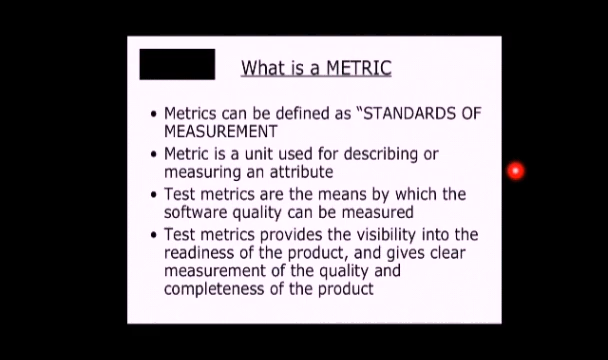 What is a METRIC
• Metrics can be defined as “STANDARDS OF
MEASUREMENT
• Metric is a unit used for describing or
measuring an attribute
• Test metrics are the means by which the
software quality can be measured
• Test metrics provides the visibility into the
readiness of the product, and gives clear
measurement of the quality and
completeness of the product